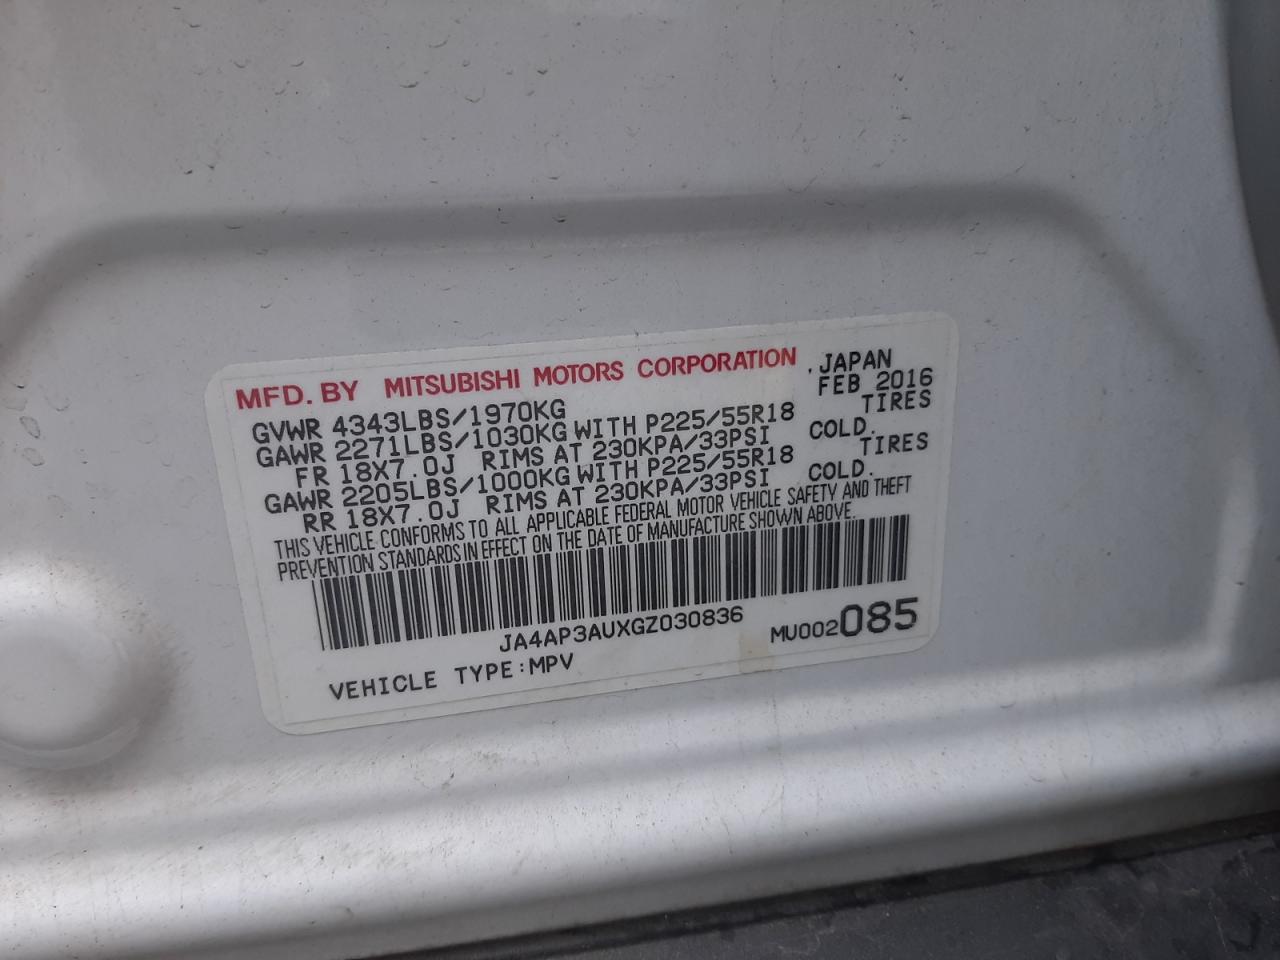 MFD. BY MITSUBISHI MOTORS CORPORATION, JAPAN
GVWR 4343LBS/1970KG FEB 2016
GAWR 2271LBS/1030KG WITH P225/55R18 TIRES
FR 18X7.0J RIMS AT 230KPA/33PSI COLD.
GAWR 2205LBS/1000KG WITH P225/55R18 TIRES
RR 18X7.0J RIMS AT 230KPA/33PSI COLD.
THIS VEHICLE CONFORMS TO ALL APPLICABLE FEDERAL MOTOR VEHICLE SAFETY AND THEFT
PREVENTION STANDARDS IN EFFECT ON THE DATE OF MANUFACTURE SHOWN ABOVE.
JA4AP3AUXGZ030836
VEHICLE TYPE:MPV MU002085